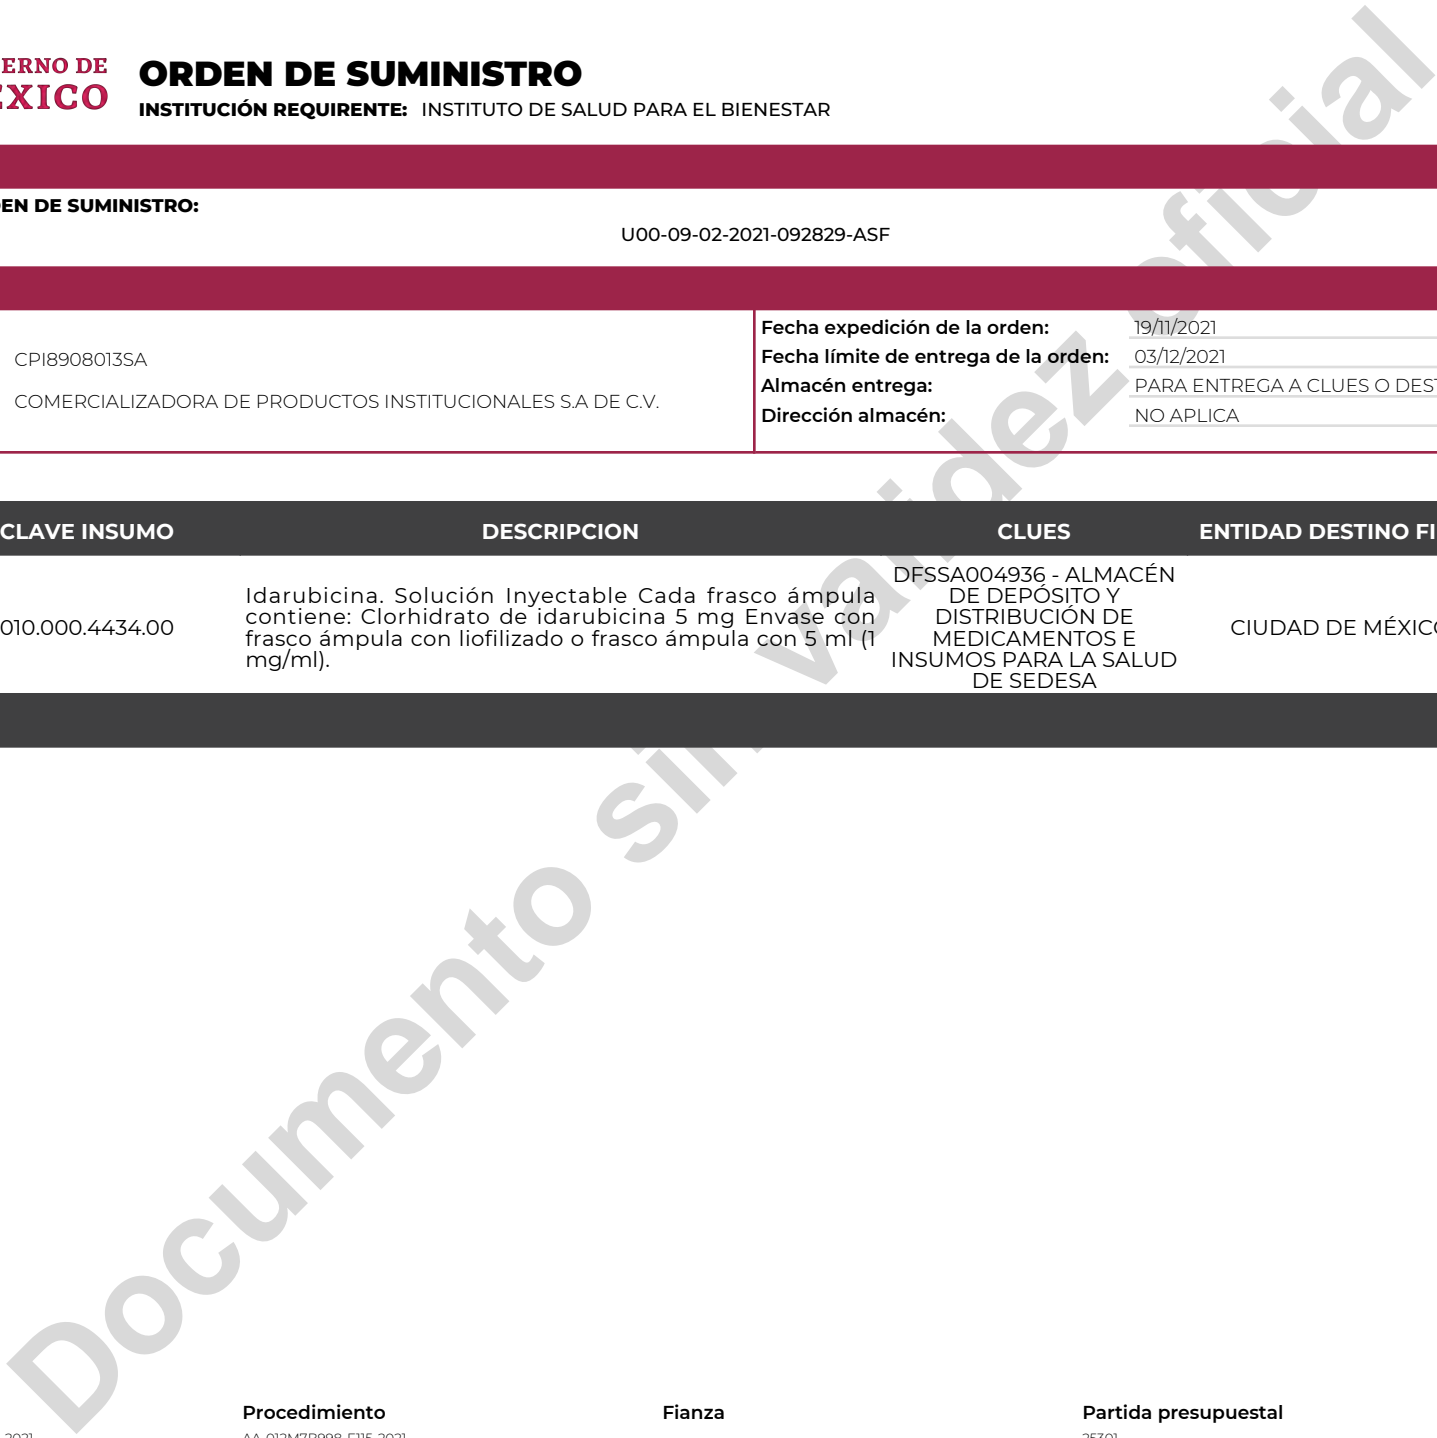 ORDEN DE SUMINISTRO
INSTITUCIÓN REQUIRENTE: INSTITUTO DE SALUD PARA EL BIENESTAR
ERNO DE
ÉXICO
EN DE SUMINISTRO:
U00-09-02-2021-092829-ASF
CPI8908013SA
COMERCIALIZADORA DE PRODUCTOS INSTITUCIONALES S.A DE C.V.
Fecha expedición de la orden: 19/11/2021
Fecha límite de entrega de la orden: 03/12/2021
Almacén entrega: PARA ENTREGA A CLUES O DEST
Dirección almacén: NO APLICA
CLAVE INSUMO DESCRIPCION CLUES ENTIDAD DESTINO FI
010.000.4434.00
Idarubicina. Solución Inyectable Cada frasco ámpula
contiene: Clorhidrato de idarubicina 5 mg Envase con
frasco ámpula con liofilizado o frasco ámpula con 5 ml (1
mg/ml).
DFSSA004936 - ALMACÉN
DE DEPÓSITO Y
DISTRIBUCIÓN DE
MEDICAMENTOS E
INSUMOS PARA LA SALUD
DE SEDESA
CIUDAD DE MÉXICO
Documento sin validez oficial
Procedimiento Fianza Partida presupuestal